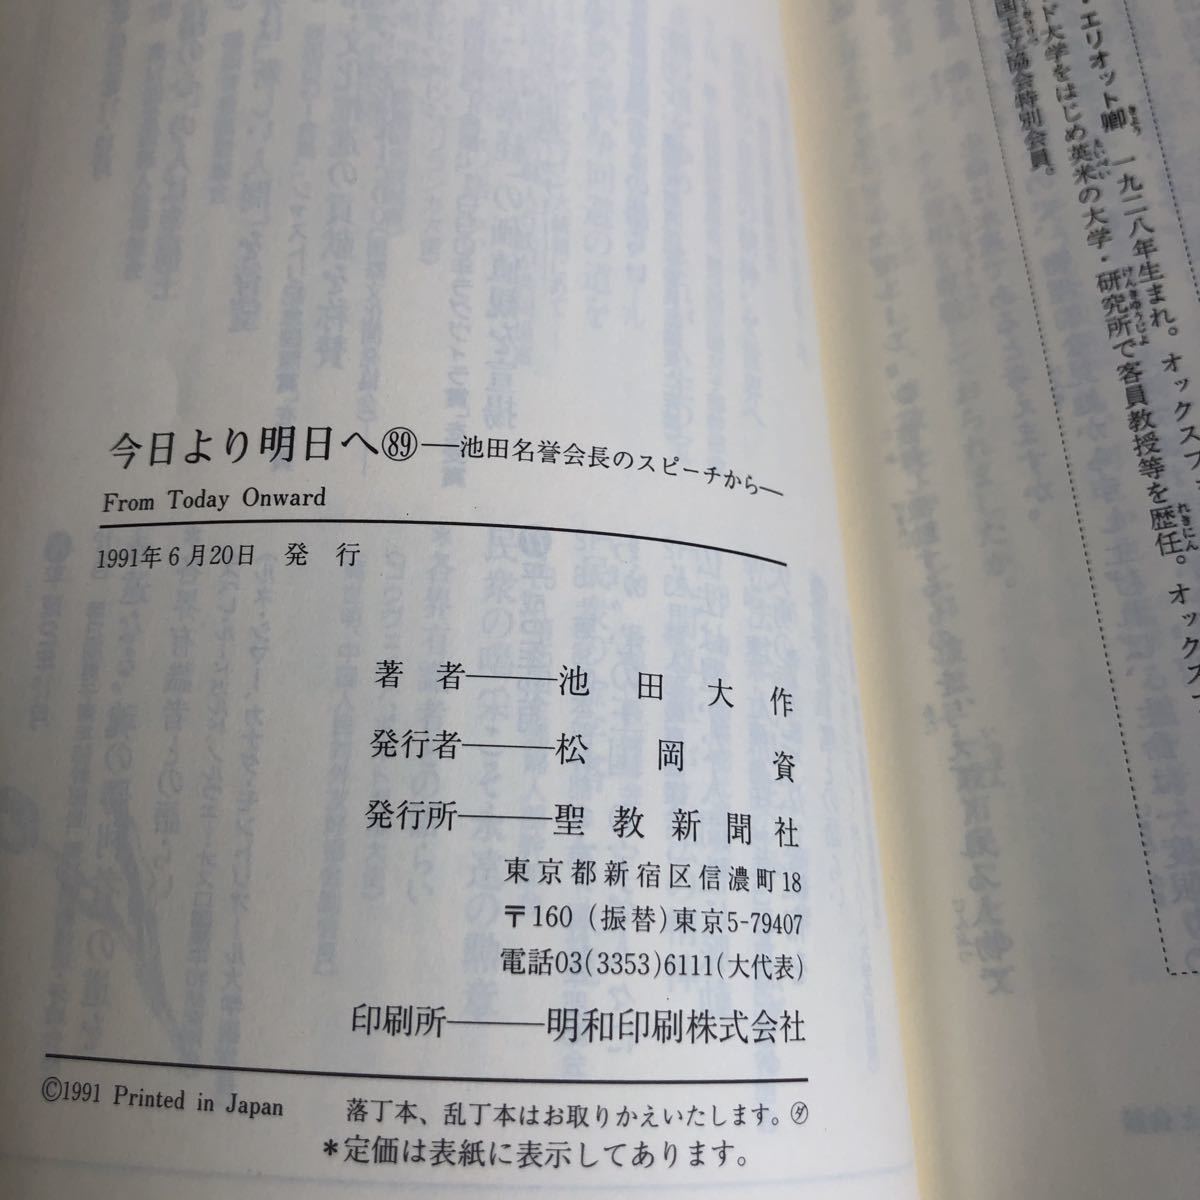 今日より明日へ㊾—池田名誉会長のスピーチから—
From Today Onward
1991年6月20日 発 行
著 者———池 田 大 作
発行者———松 岡 資
発行所———聖 教 新 聞 社
東京都新宿区信濃町18
〒160 (振替)東京5-79407
電話03(3353)6111(大代表)
印刷所———明和印刷株式会社
©1991 Printed in Japan
落丁本、乱丁本はお取りかえいたします。㋟
*定価は表紙に表示してあります。
・エリオット卿 一九二八年生まれ。オックスフ
ド大学をはじめ英米の大学・研究所で客員教授等を歴任。オックス
国王立協会特別会員。